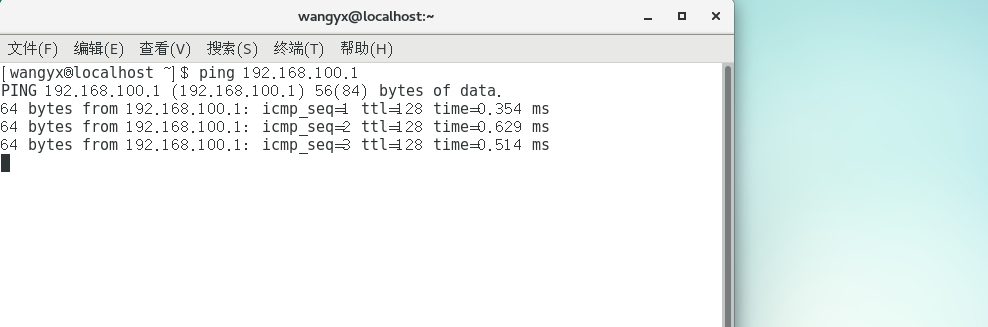 wangyx@localhost:~
文件(F) 编辑(E) 查看(V) 搜索(S) 终端(T) 帮助(H)
[wangyx@localhost ~]$ ping 192.168.100.1
PING 192.168.100.1 (192.168.100.1) 56(84) bytes of data.
64 bytes from 192.168.100.1: icmp_seq=1 ttl=128 time=0.354 ms
64 bytes from 192.168.100.1: icmp_seq=2 ttl=128 time=0.629 ms
64 bytes from 192.168.100.1: icmp_seq=3 ttl=128 time=0.514 ms